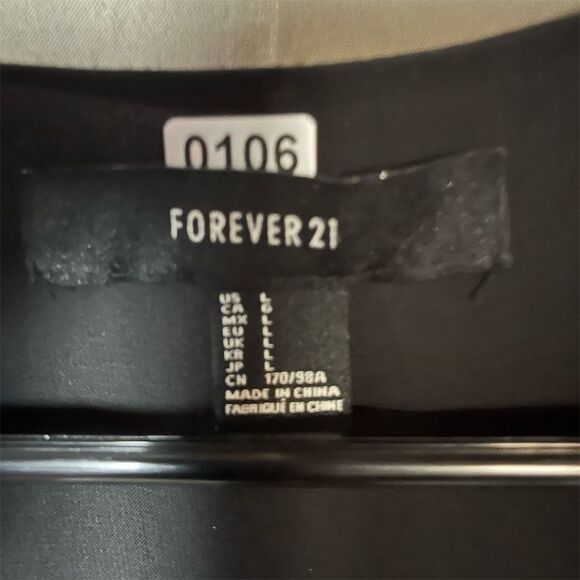 0106
FOREVER 21
US L
CA G
MX L
EU L
UK L
KR L
JP L
CN 170/98A
MADE IN CHINA
FABRIQUÉ EN CHINE